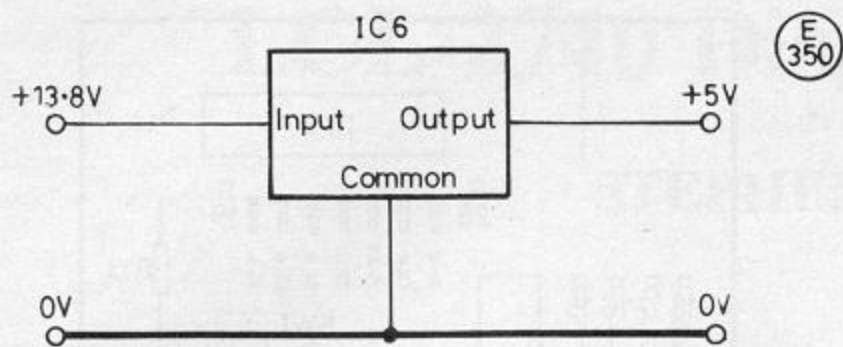 IC6
E
350
+13·8V
+5V
Input
Output
Common
0V
0V